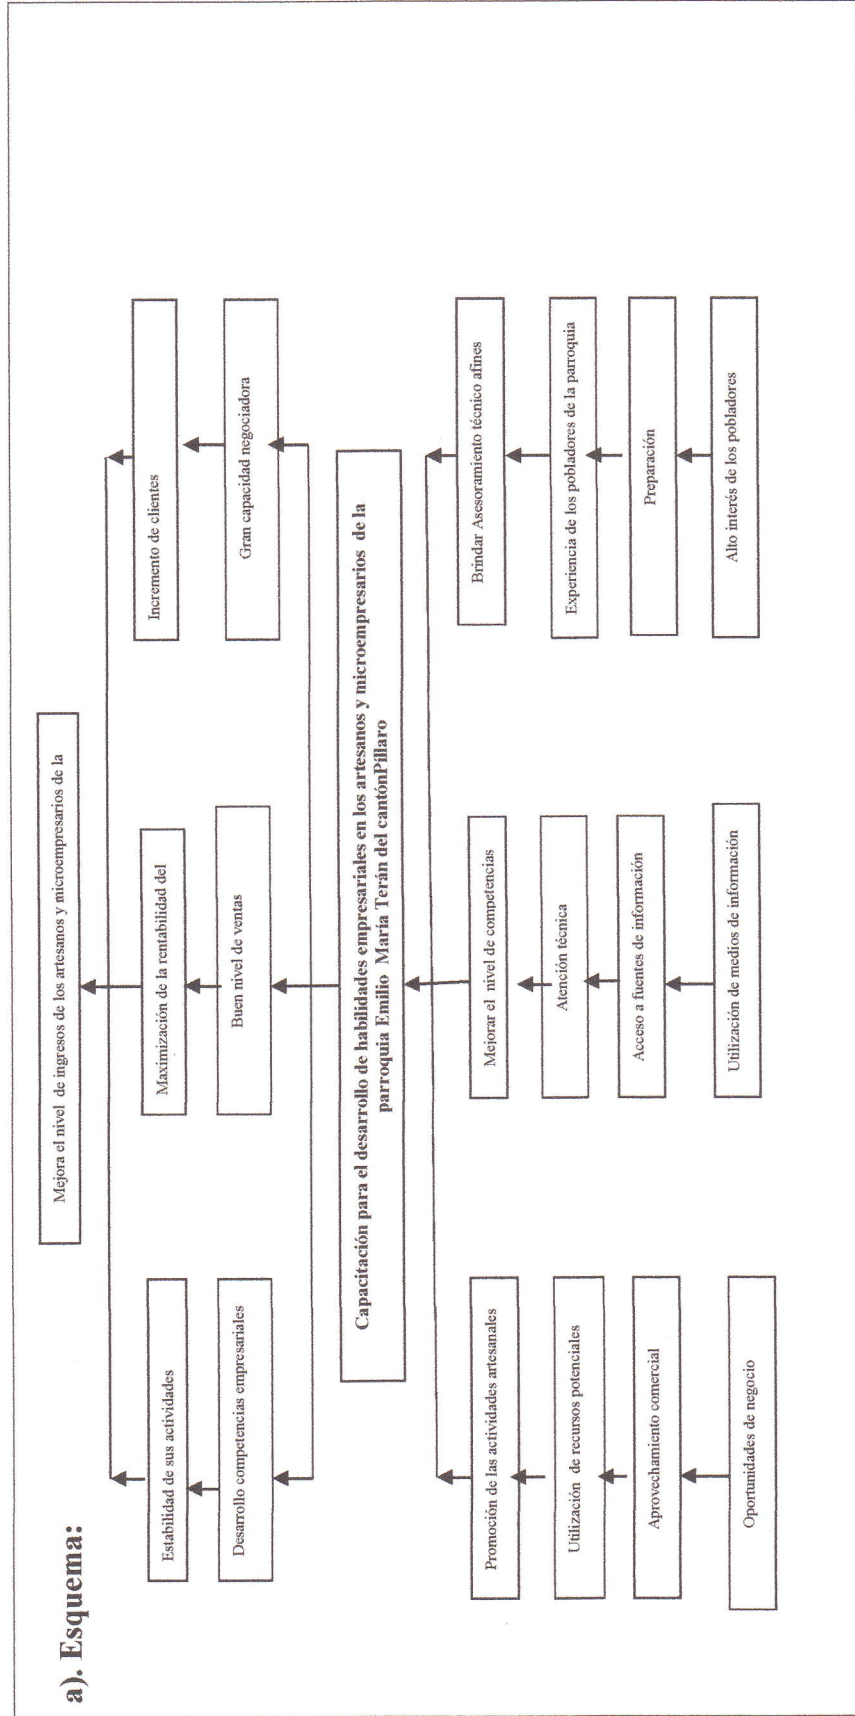 a). Esquema:
Mejora el nivel de ingresos de los artesanos y microempresarios de la
Estabilidad de sus actividades
Maximización de la rentabilidad del
Incremento de clientes
Desarrollo competencias empresariales
Buen nivel de ventas
Gran capacidad negociadora
Capacitación para el desarrollo de habilidades empresariales en los artesanos y microempresarios de la
parroquia Emilio María Terán del cantónPíllaro
Promoción de las actividades artesanales
Mejorar el nivel de competencias
Brindar Asesoramiento técnico afines
Utilización de recursos potenciales
Atención técnica
Experiencia de los pobladores de la parroquia
Aprovechamiento comercial
Acceso a fuentes de información
Preparación
Oportunidades de negocio
Utilización de medios de información
Alto interés de los pobladores